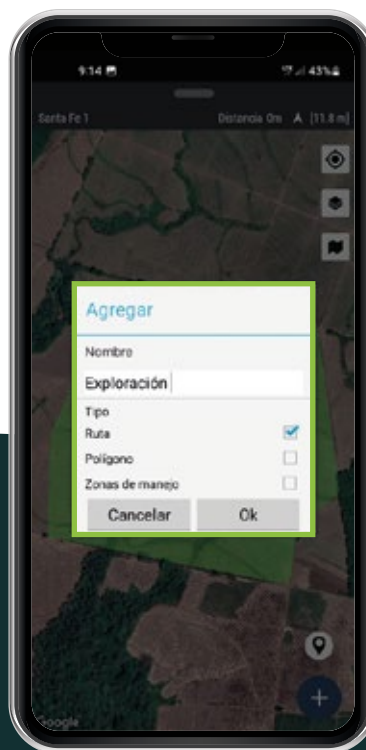 9:14 43%
Santa Fe 1 Distancia 0m A [11.8 m]
Agregar
Nombre
Exploración
Tipo
Ruta
Polígono
Zonas de manejo
Cancelar Ok
Google